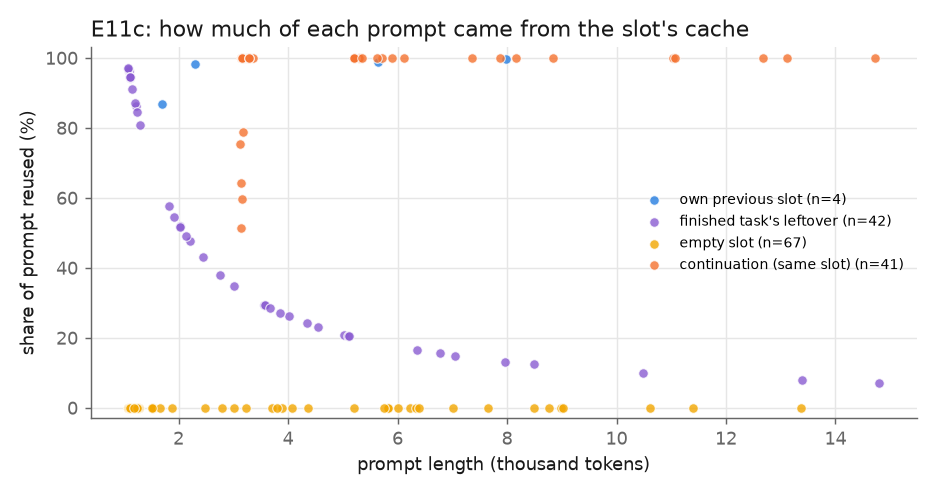 E11c: how much of each prompt came from the slot's cache
share of prompt reused (%)
100
80
60
40
20
0
own previous slot (n=4)
finished task's leftover (n=42)
empty slot (n=67)
continuation (same slot) (n=41)
2 4 6 8 10 12 14
prompt length (thousand tokens)